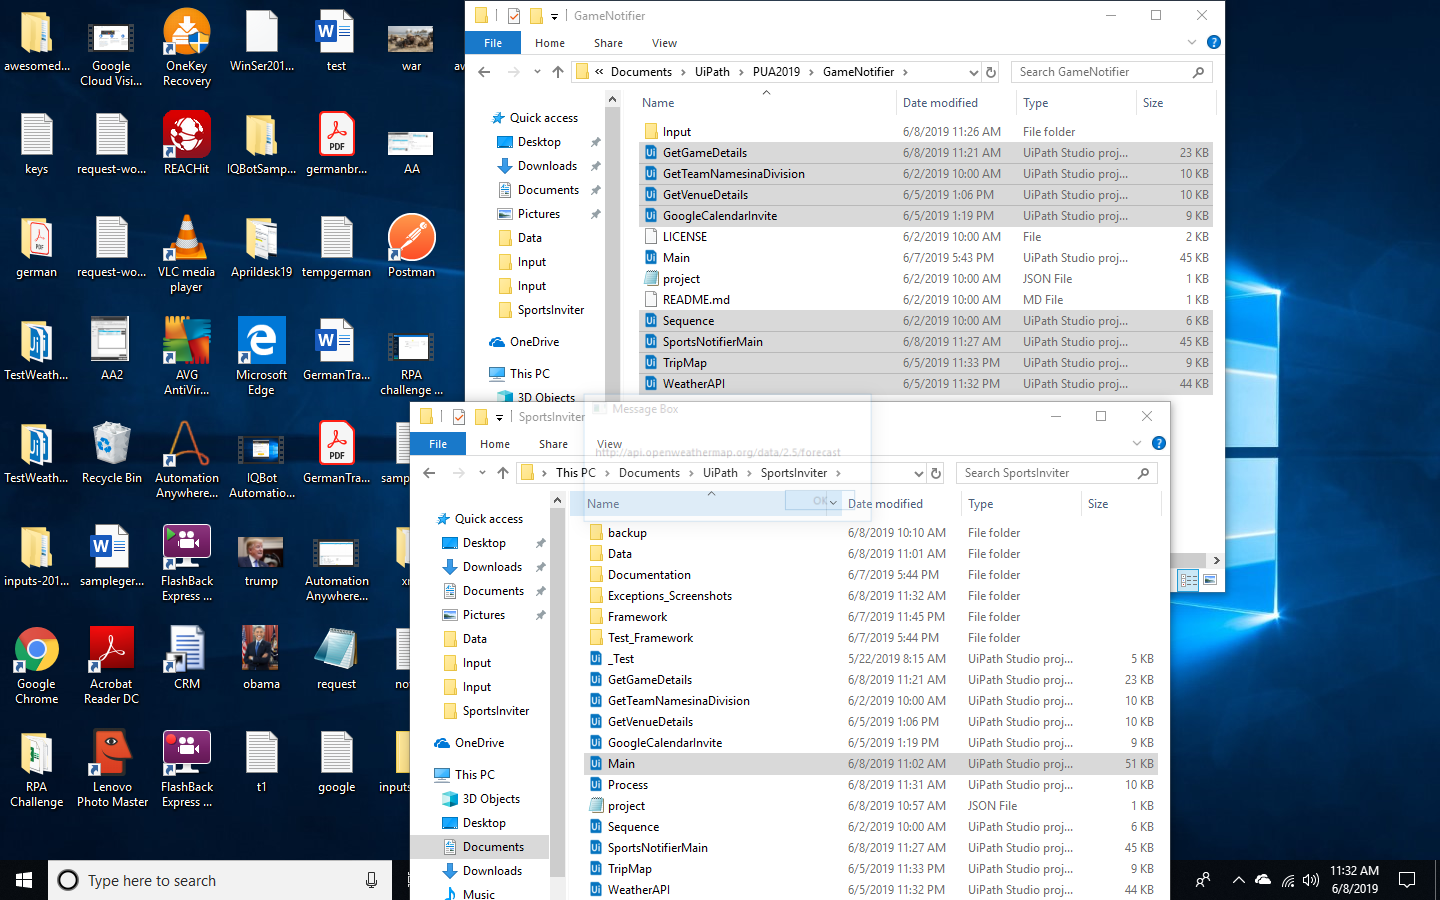 awesomed...
Google Cloud Visi...
OneKey Recovery
WinSer201...
test
war
keys
request-wo...
REACHit
IQBotSamp...
germanbr...
AA
german
request-wo...
VLC media player
Aprildesk19
tempgerman
Postman
TestWeath...
AA2
AVG AntiVir...
Microsoft Edge
GermanTra...
RPA challenge ...
TestWeath...
Recycle Bin
Automation Anywhere...
IQBot Automatio...
GermanTra...
inputs-201...
sampleger...
FlashBack Express ...
trump
Automation Anywhere...
Google Chrome
Acrobat Reader DC
CRM
obama
request
RPA Challenge
Lenovo Photo Master
FlashBack Express ...
t1
google
GameNotifier
File Home Share View
« Documents > UiPath > PUA2019 > GameNotifier >
Search GameNotifier
Quick access
Desktop
Downloads
Documents
Pictures
Data
Input
Input
SportsInviter
OneDrive
This PC
3D Objects
Name Date modified Type Size
Input 6/8/2019 11:26 AM File folder
GetGameDetails 6/8/2019 11:21 AM UiPath Studio proj... 23 KB
GetTeamNamesinaDivision 6/2/2019 10:00 AM UiPath Studio proj... 10 KB
GetVenueDetails 6/5/2019 1:06 PM UiPath Studio proj... 10 KB
GoogleCalendarInvite 6/5/2019 1:19 PM UiPath Studio proj... 9 KB
LICENSE 6/2/2019 10:00 AM File 2 KB
Main 6/7/2019 5:43 PM UiPath Studio proj... 45 KB
project 6/2/2019 10:00 AM JSON File 1 KB
README.md 6/2/2019 10:00 AM MD File 1 KB
Sequence 6/2/2019 10:00 AM UiPath Studio proj... 6 KB
SportsNotifierMain 6/8/2019 11:27 AM UiPath Studio proj... 45 KB
TripMap 6/5/2019 11:33 PM UiPath Studio proj... 9 KB
WeatherAPI 6/5/2019 11:32 PM UiPath Studio proj... 44 KB
Message Box
http://api.openweathermap.org/data/2.5/forecast
OK
SportsInviter
File Home Share View
> This PC > Documents > UiPath > SportsInviter >
Search SportsInviter
Quick access
Desktop
Downloads
Documents
Pictures
Data
Input
Input
SportsInviter
OneDrive
This PC
3D Objects
Desktop
Documents
Downloads
Music
Name Date modified Type Size
backup 6/8/2019 10:10 AM File folder
Data 6/8/2019 11:01 AM File folder
Documentation 6/7/2019 5:44 PM File folder
Exceptions_Screenshots 6/8/2019 11:32 AM File folder
Framework 6/7/2019 11:45 PM File folder
Test_Framework 6/7/2019 5:44 PM File folder
_Test 5/22/2019 8:15 AM UiPath Studio proj... 5 KB
GetGameDetails 6/8/2019 11:21 AM UiPath Studio proj... 23 KB
GetTeamNamesinaDivision 6/2/2019 10:00 AM UiPath Studio proj... 10 KB
GetVenueDetails 6/5/2019 1:06 PM UiPath Studio proj... 10 KB
GoogleCalendarInvite 6/5/2019 1:19 PM UiPath Studio proj... 9 KB
Main 6/8/2019 11:02 AM UiPath Studio proj... 51 KB
Process 6/8/2019 11:31 AM UiPath Studio proj... 10 KB
project 6/8/2019 10:57 AM JSON File 1 KB
Sequence 6/2/2019 10:00 AM UiPath Studio proj... 6 KB
SportsNotifierMain 6/8/2019 11:27 AM UiPath Studio proj... 45 KB
TripMap 6/5/2019 11:33 PM UiPath Studio proj... 9 KB
WeatherAPI 6/5/2019 11:32 PM UiPath Studio proj... 44 KB
Type here to search
11:32 AM
6/8/2019